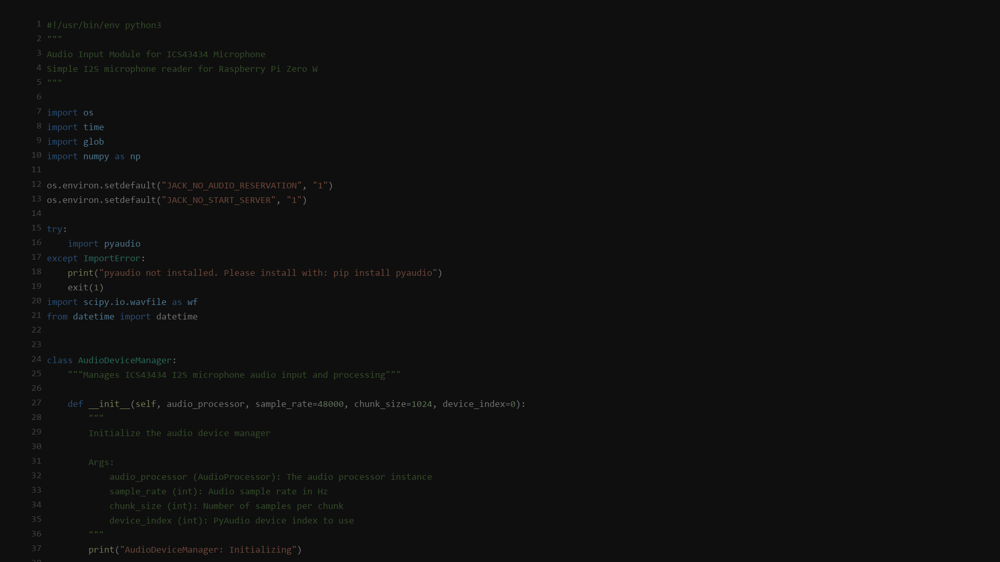 1 #!/usr/bin/env python3
2 """
3 Audio Input Module for ICS43434 Microphone
4 Simple I2S microphone reader for Raspberry Pi Zero W
5 """
6
7 import os
8 import time
9 import glob
10 import numpy as np
11
12 os.environ.setdefault("JACK_NO_AUDIO_RESERVATION", "1")
13 os.environ.setdefault("JACK_NO_START_SERVER", "1")
14
15 try:
16     import pyaudio
17 except ImportError:
18     print("pyaudio not installed. Please install with: pip install pyaudio")
19     exit(1)
20 import scipy.io.wavfile as wf
21 from datetime import datetime
22
23
24 class AudioDeviceManager:
25     """Manages ICS43434 I2S microphone audio input and processing"""
26
27     def __init__(self, audio_processor, sample_rate=48000, chunk_size=1024, device_index=0):
28         """
29         Initialize the audio device manager
30
31         Args:
32             audio_processor (AudioProcessor): The audio processor instance
33             sample_rate (int): Audio sample rate in Hz
34             chunk_size (int): Number of samples per chunk
35             device_index (int): PyAudio device index to use
36         """
37         print("AudioDeviceManager: Initializing")